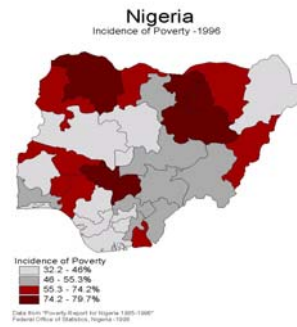 Nigeria
Incidence of Poverty -1996
Incidence of Poverty
32.2 - 46%
46 - 55.3%
55.3 - 74.2%
74.2 - 79.7%
Data from "Poverty Report for Nigeria 1985-1996"
Federal Office of Statistics, Nigeria -1998